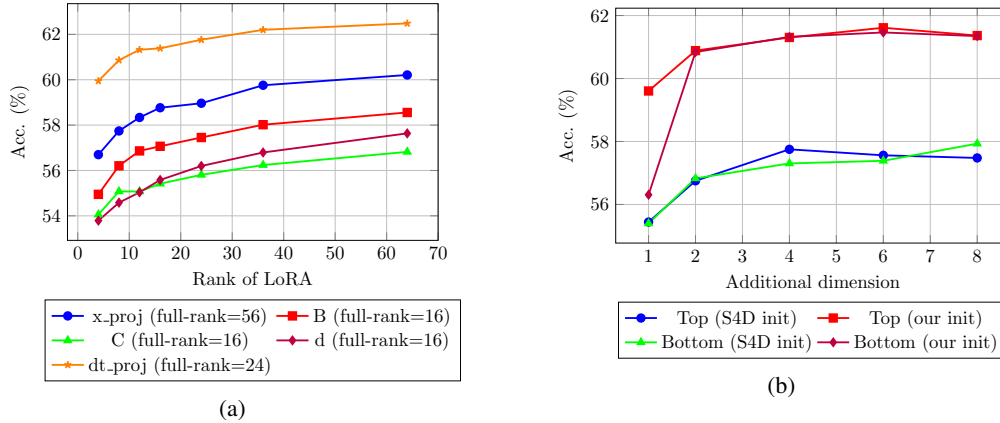 62
60
58
56
54
Acc. (%)
0 10 20 30 40 50 60 70
Rank of LoRA
x_proj (full-rank=56) B (full-rank=16)
C (full-rank=16) d (full-rank=16)
dt_proj (full-rank=24)
(a)
62
60
58
56
Acc. (%)
1 2 3 4 5 6 7 8
Additional dimension
Top (S4D init) Top (our init)
Bottom (S4D init) Bottom (our init)
(b)